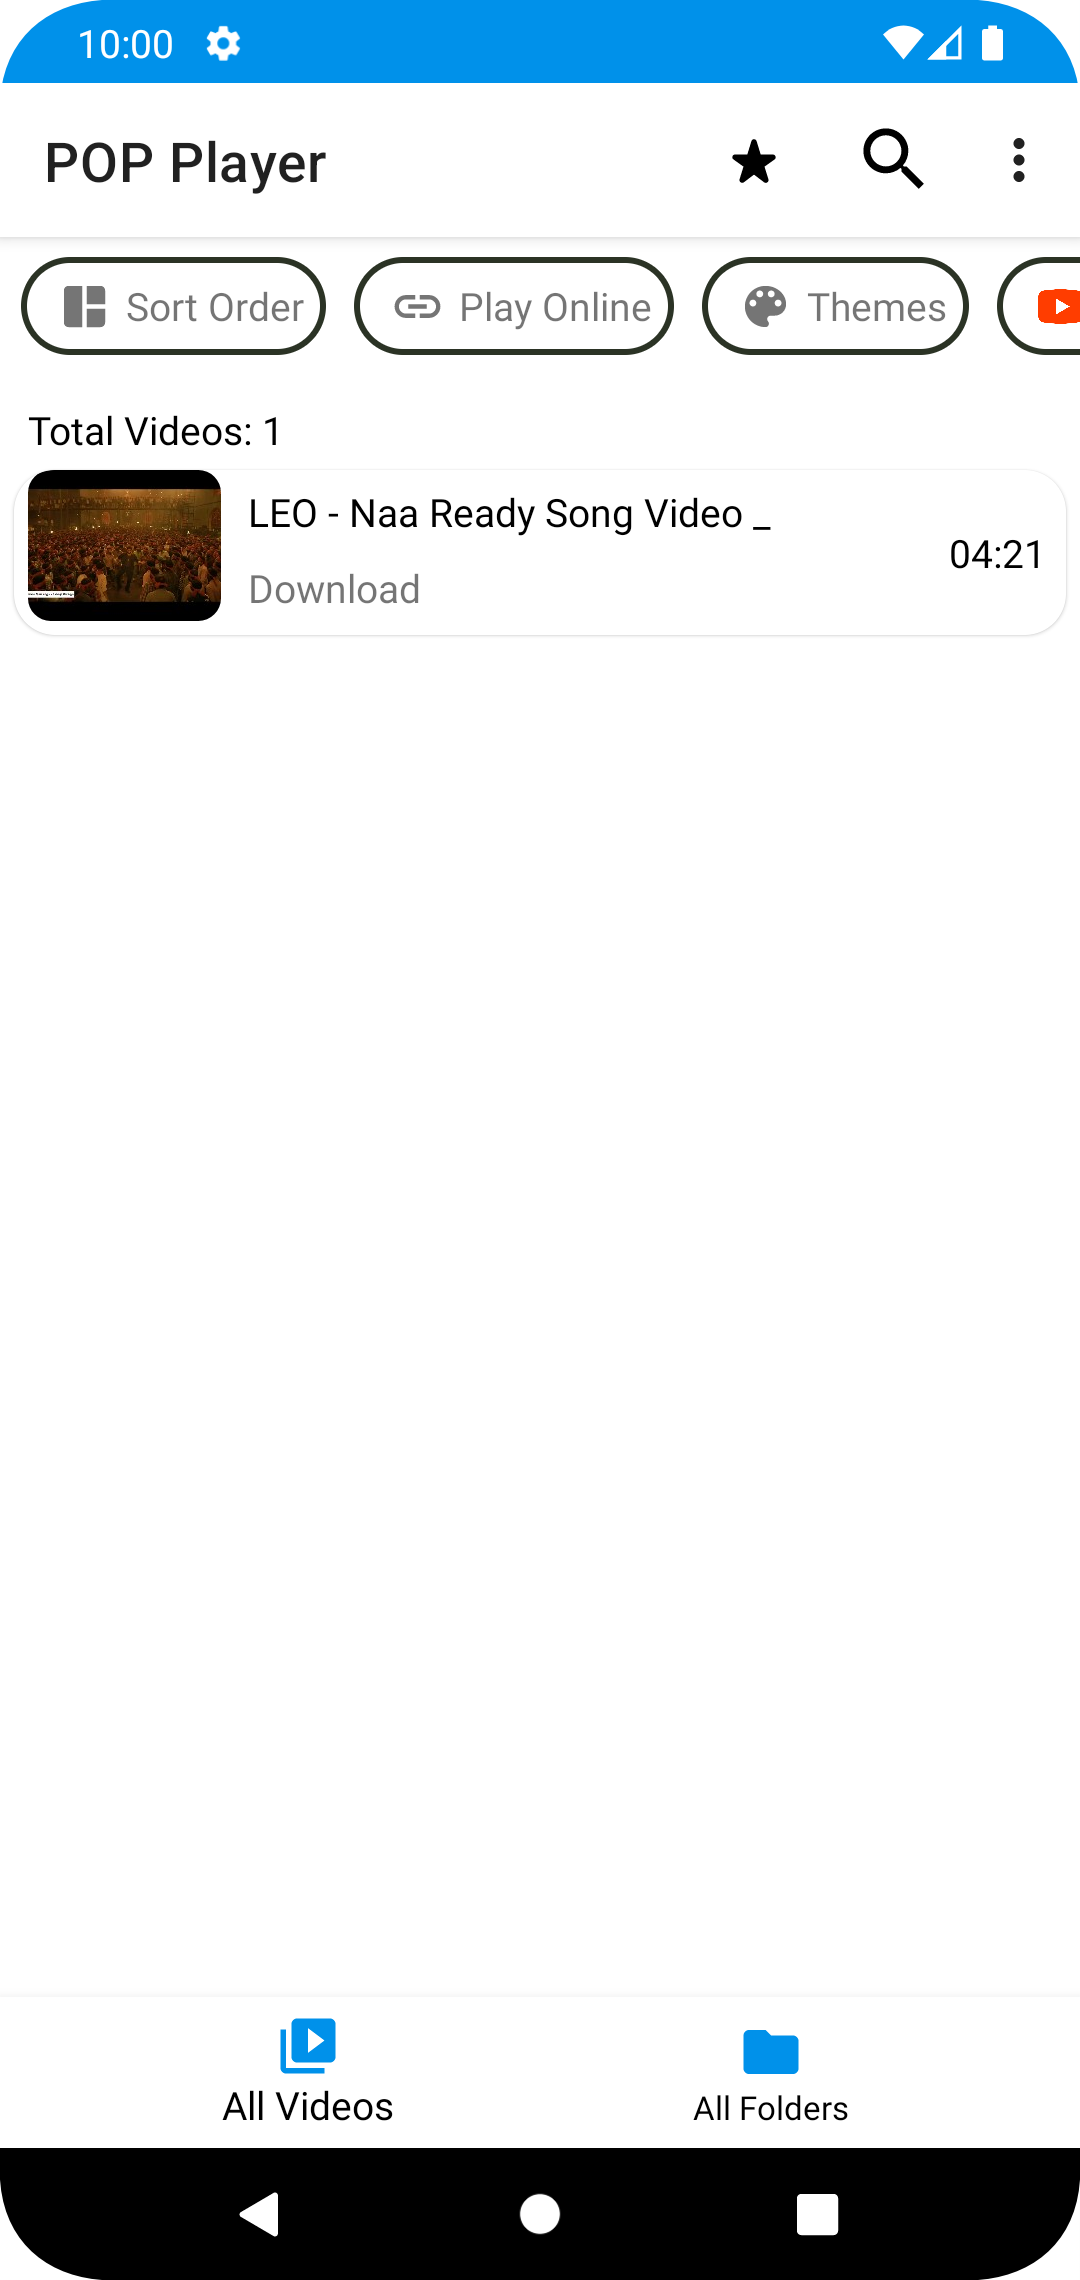 10:00
POP Player
Sort Order
Play Online
Themes
Total Videos: 1
LEO - Naa Ready Song Video _
Download
04:21
All Videos
All Folders